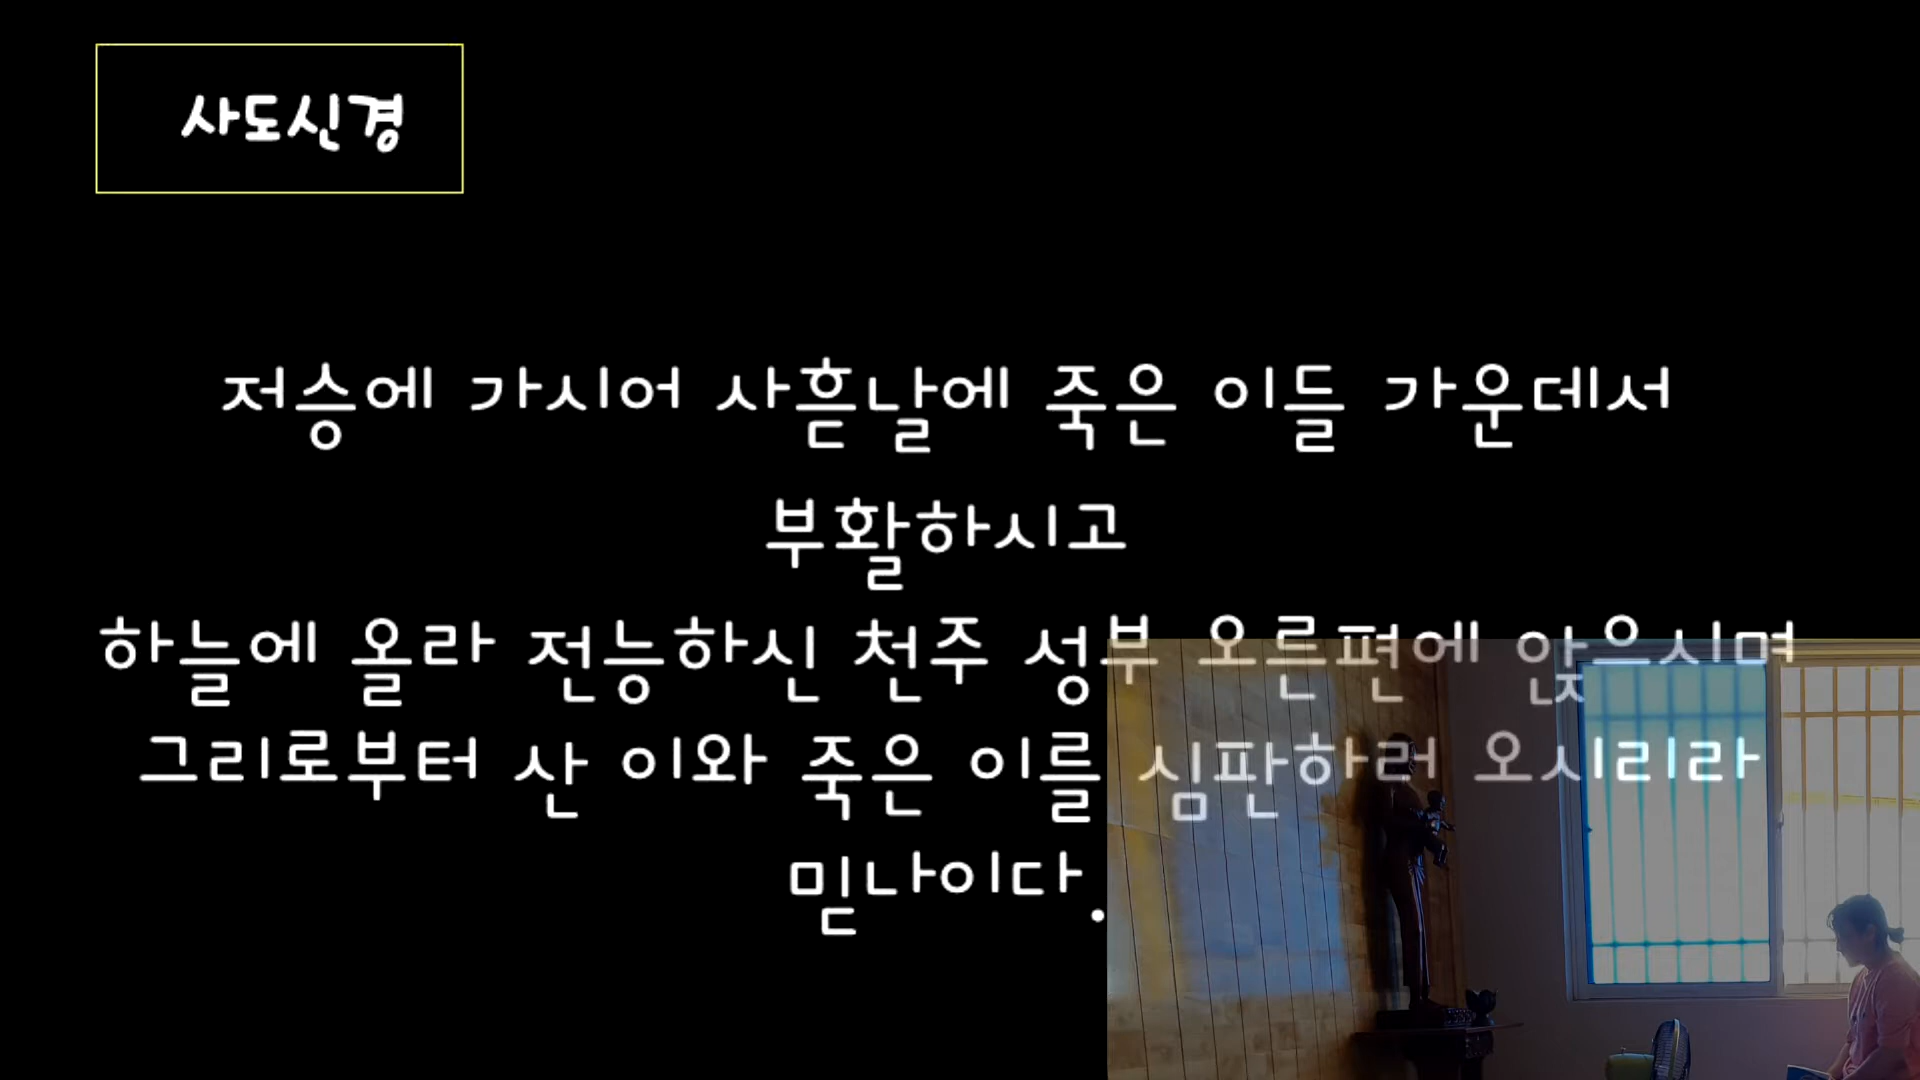 사도신경
저승에 가시어 사흗날에 죽은 이들 가운데서
부활하시고
하늘에 올라 전능하신 천주 성부 오른편에 앉으시며
그리로부터 산 이와 죽은 이를 심판하러 오시리라
믿나이다.